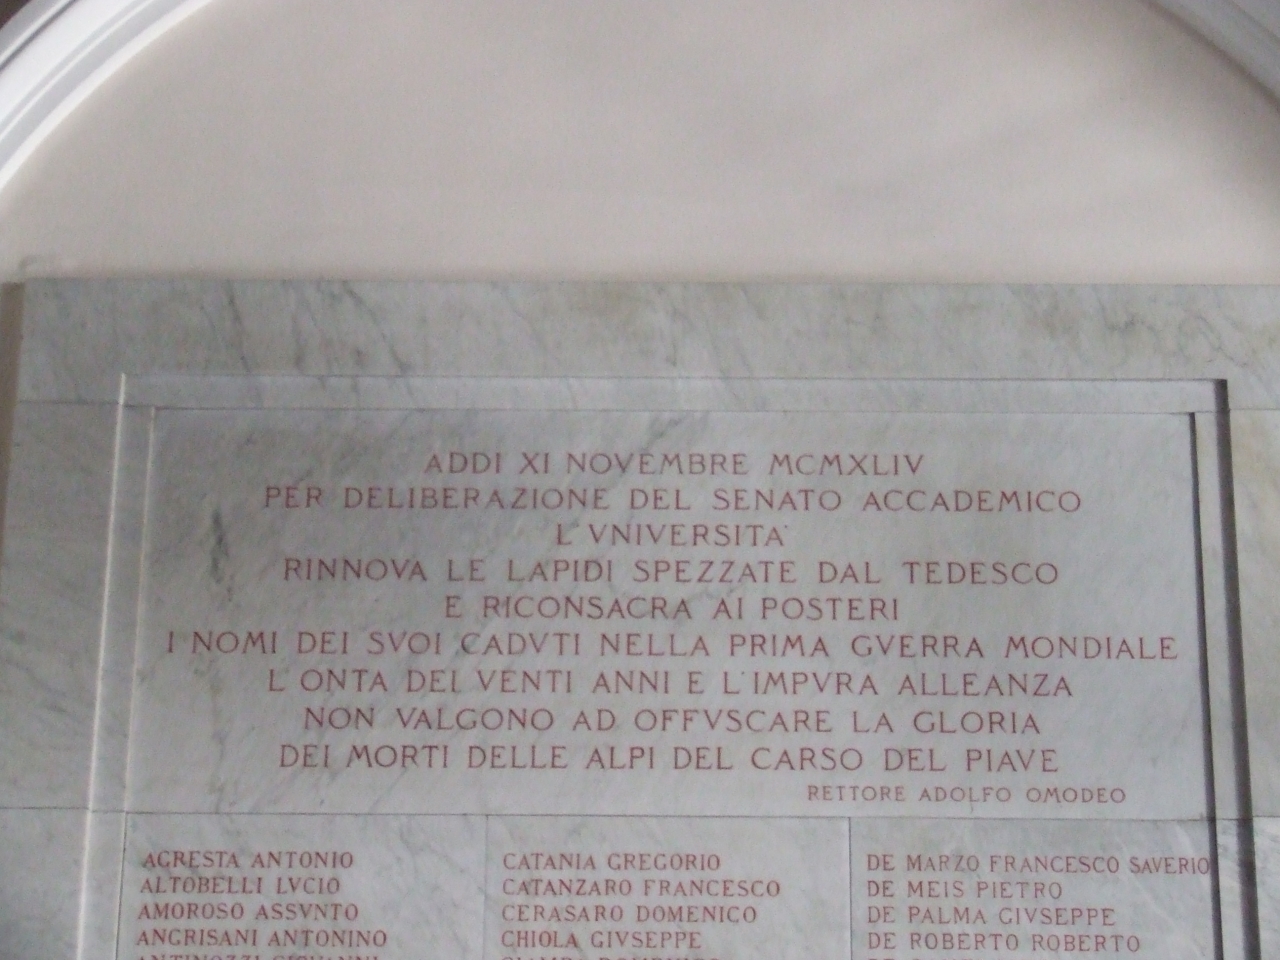 ADDI XI NOVEMBRE MCMXLIV
PER DELIBERAZIONE DEL SENATO ACCADEMICO
L'VNIVERSITA'
RINNOVA LE LAPIDI SPEZZATE DAL TEDESCO
E RICONSACRA AI POSTERI
I NOMI DEI SVOI CADVTI NELLA PRIMA GVERRA MONDIALE
L'ONTA DEI VENTI ANNI E L'IMPVRA ALLEANZA
NON VALGONO AD OFFVSCARE LA GLORIA
DEI MORTI DELLE ALPI DEL CARSO DEL PIAVE
RETTORE ADOLFO OMODEO
AGRESTA ANTONIO
ALTOBELLI LVCIO
AMOROSO ASSVNTO
ANGRISANI ANTONINO
ANTINOZZI GIOVANNI
CATANIA GREGORIO
CATANZARO FRANCESCO
CERASARO DOMENICO
CHIOLA GIVSEPPE
DE MARZO FRANCESCO SAVERIO
DE MEIS PIETRO
DE PALMA GIVSEPPE
DE ROBERTO ROBERTO